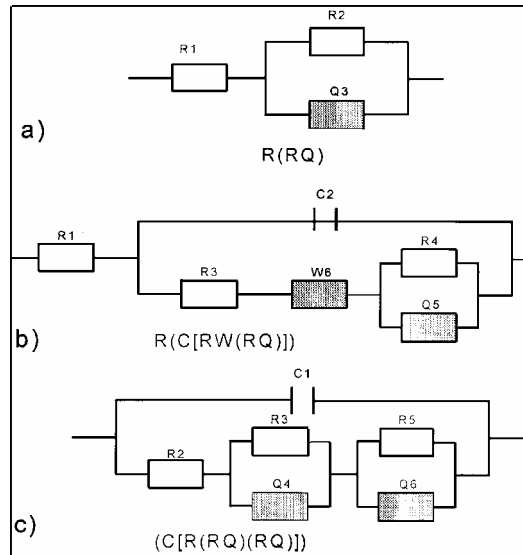 R2
R1
Q3
a)
R(RQ)
C2
R1
R4
R3
W6
Q5
b)
R(C[RW(RQ)])
C1
R3
R5
R2
Q4
Q6
c)
(C[R(RQ)(RQ)])